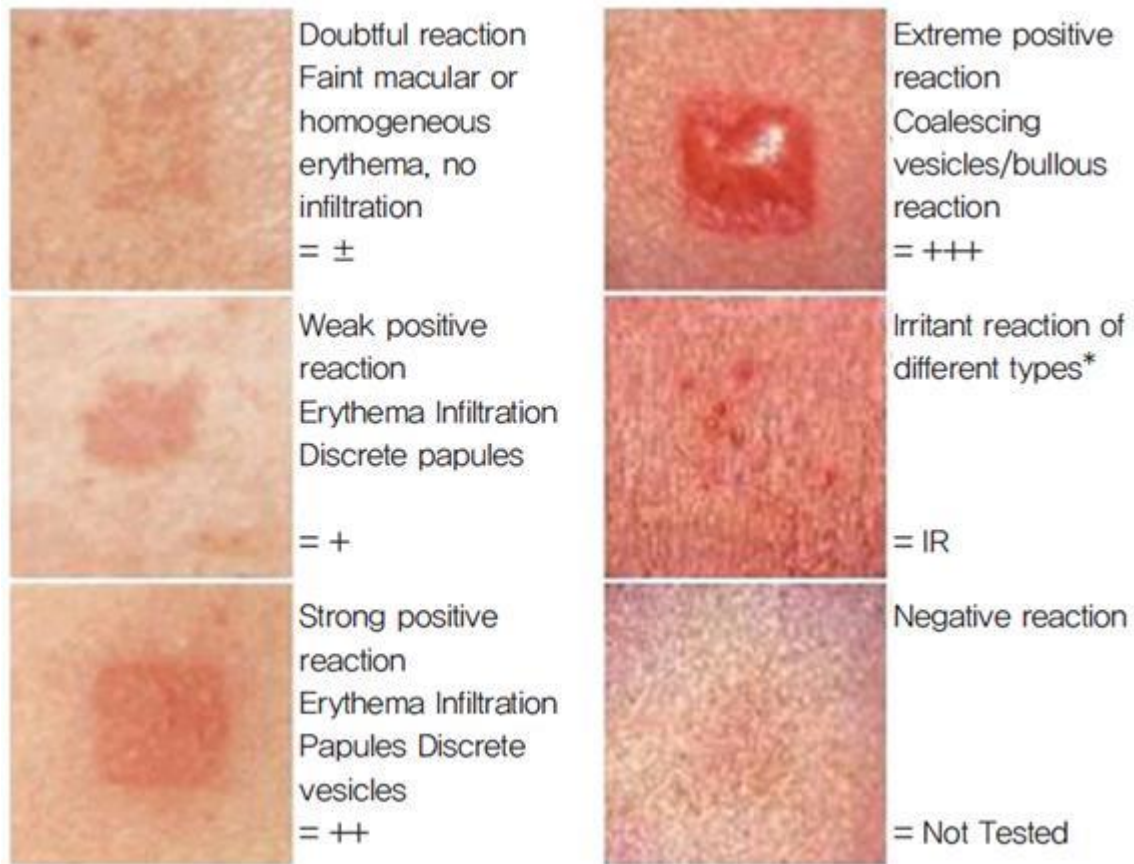 Doubtful reaction
Faint macular or
homogeneous
erythema, no
infiltration
= ±
Weak positive
reaction
Erythema Infiltration
Discrete papules
= +
Strong positive
reaction
Erythema Infiltration
Papules Discrete
vesicles
= ++
Extreme positive
reaction
Coalescing
vesicles/bullous
reaction
= +++
Irritant reaction of
different types*
= IR
Negative reaction
= Not Tested